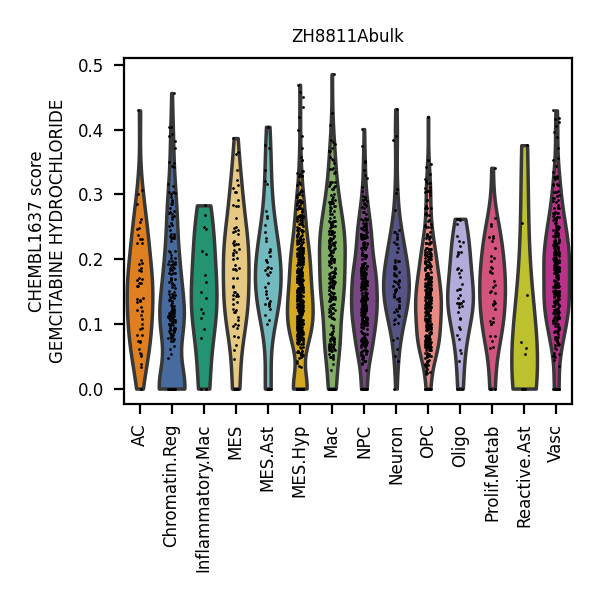 ZH8811Abulk
CHEMBL1637 score
GEMCITABINE HYDROCHLORIDE
0.5
0.4
0.3
0.2
0.1
0.0
AC
Chromatin.Reg
Inflammatory.Mac
MES
MES.Ast
MES.Hyp
Mac
NPC
Neuron
OPC
Oligo
Prolif.Metab
Reactive.Ast
Vasc